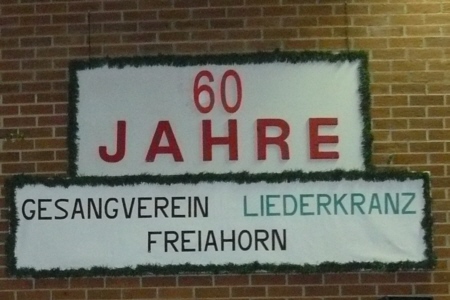 60
JAHRE
GESANGVEREIN LIEDERKRANZ
FREIAHORN